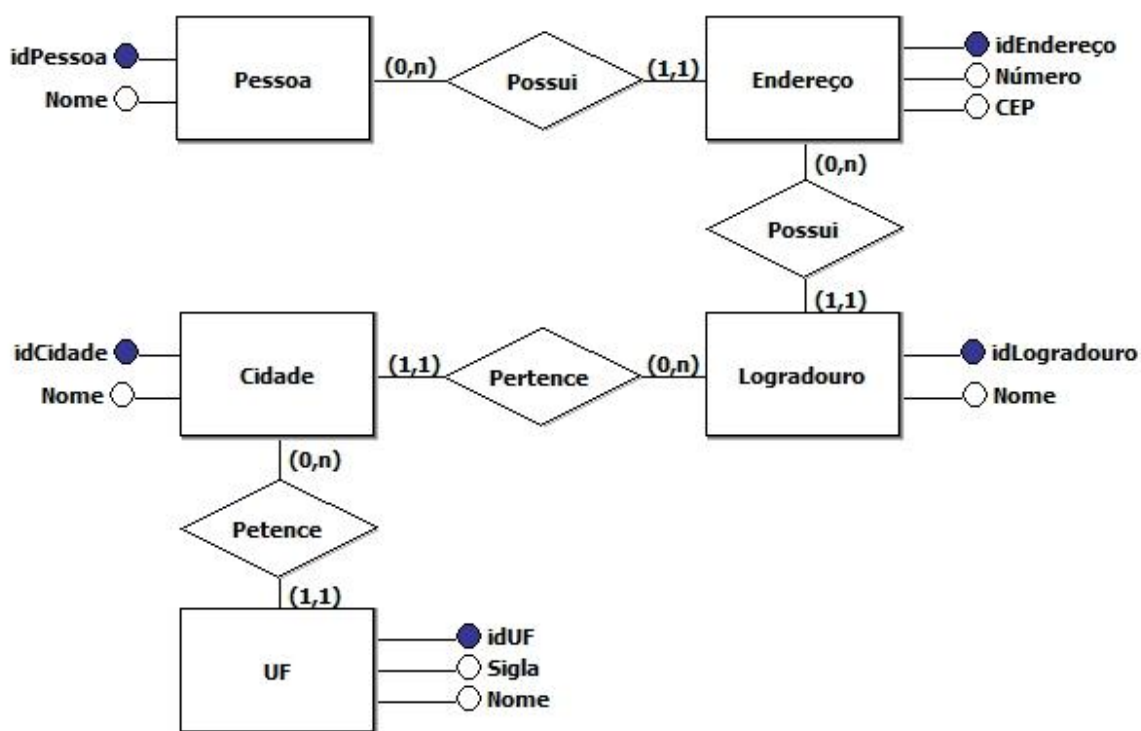 idPessoa
Nome
Pessoa
(0,n)
Possui
(1,1)
Endereço
idEndereço
Número
CEP
(0,n)
Possui
(1,1)
idCidade
Nome
Cidade
(1,1)
Pertence
(0,n)
Logradouro
idLogradouro
Nome
(0,n)
Petence
(1,1)
UF
idUF
Sigla
Nome